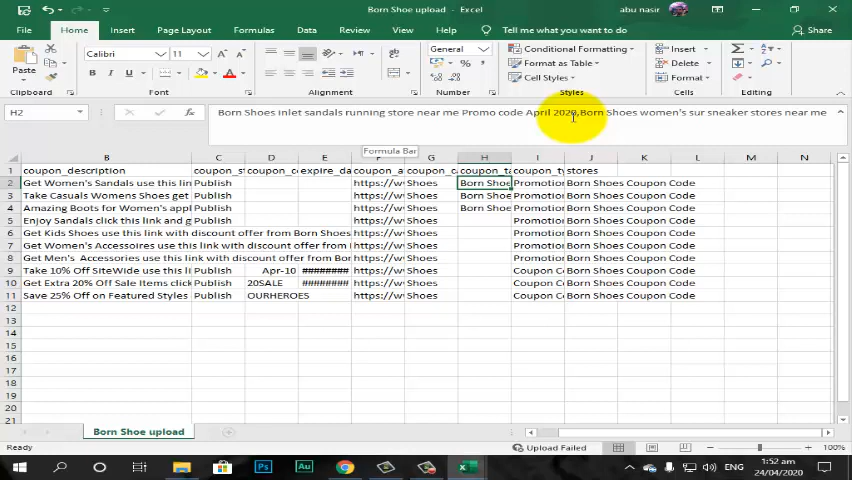 Born Shoe upload - Excel
abu nasir
File Home Insert Page Layout Formulas Data Review View Help Tell me what you want to do Share
Paste
Calibri 11
General
Conditional Formatting
Format as Table
Cell Styles
Insert
Delete
Format
Clipboard Font Alignment Number Styles Cells Editing
H2
Born Shoes inlet sandals running store near me Promo code April 2020,Born Shoes women's sur sneaker stores near me
Formula Bar
B C D E F G H I J K L M N
1 coupon_description coupon_s coupon_c expire_da coupon_a coupon_c coupon_ta coupon_ty stores
2 Get Women's Sandals use this lin Publish https://w Shoes Born Shoe Promotion Born Shoes Coupon Code
3 Take Casuals Womens Shoes get Publish https://w Shoes Born Shoe Promotion Born Shoes Coupon Code
4 Amazing Boots for Women's app Publish https://w Shoes Born Shoe Promotion Born Shoes Coupon Code
5 Enjoy Sandals click this link and g Publish https://w Shoes Promotion Born Shoes Coupon Code
6 Get Kids Shoes use this link with discount offer from Born Shoes https://w Shoes Promotion Born Shoes Coupon Code
7 Get Women's Accessoires use this link with discount offer from B https://w Shoes Promotion Born Shoes Coupon Code
8 Get Men's Accessories use this link with discount offer from Bor https://w Shoes Promotion Born Shoes Coupon Code
9 Take 10% Off SiteWide use this li Publish Apr-10 ######## https://w Shoes Coupon Co Born Shoes Coupon Code
10 Get Extra 20% Off Sale Items click Publish 20SALE ######## https://w Shoes Coupon Co Born Shoes Coupon Code
11 Save 25% Off on Featured Styles Publish OURHEROES https://w Shoes Coupon Co Born Shoes Coupon Code
12
13
14
15
16
17
18
19
20
21
Born Shoe upload
Ready
Upload Failed
100%
ENG
1:52 am
24/04/2020